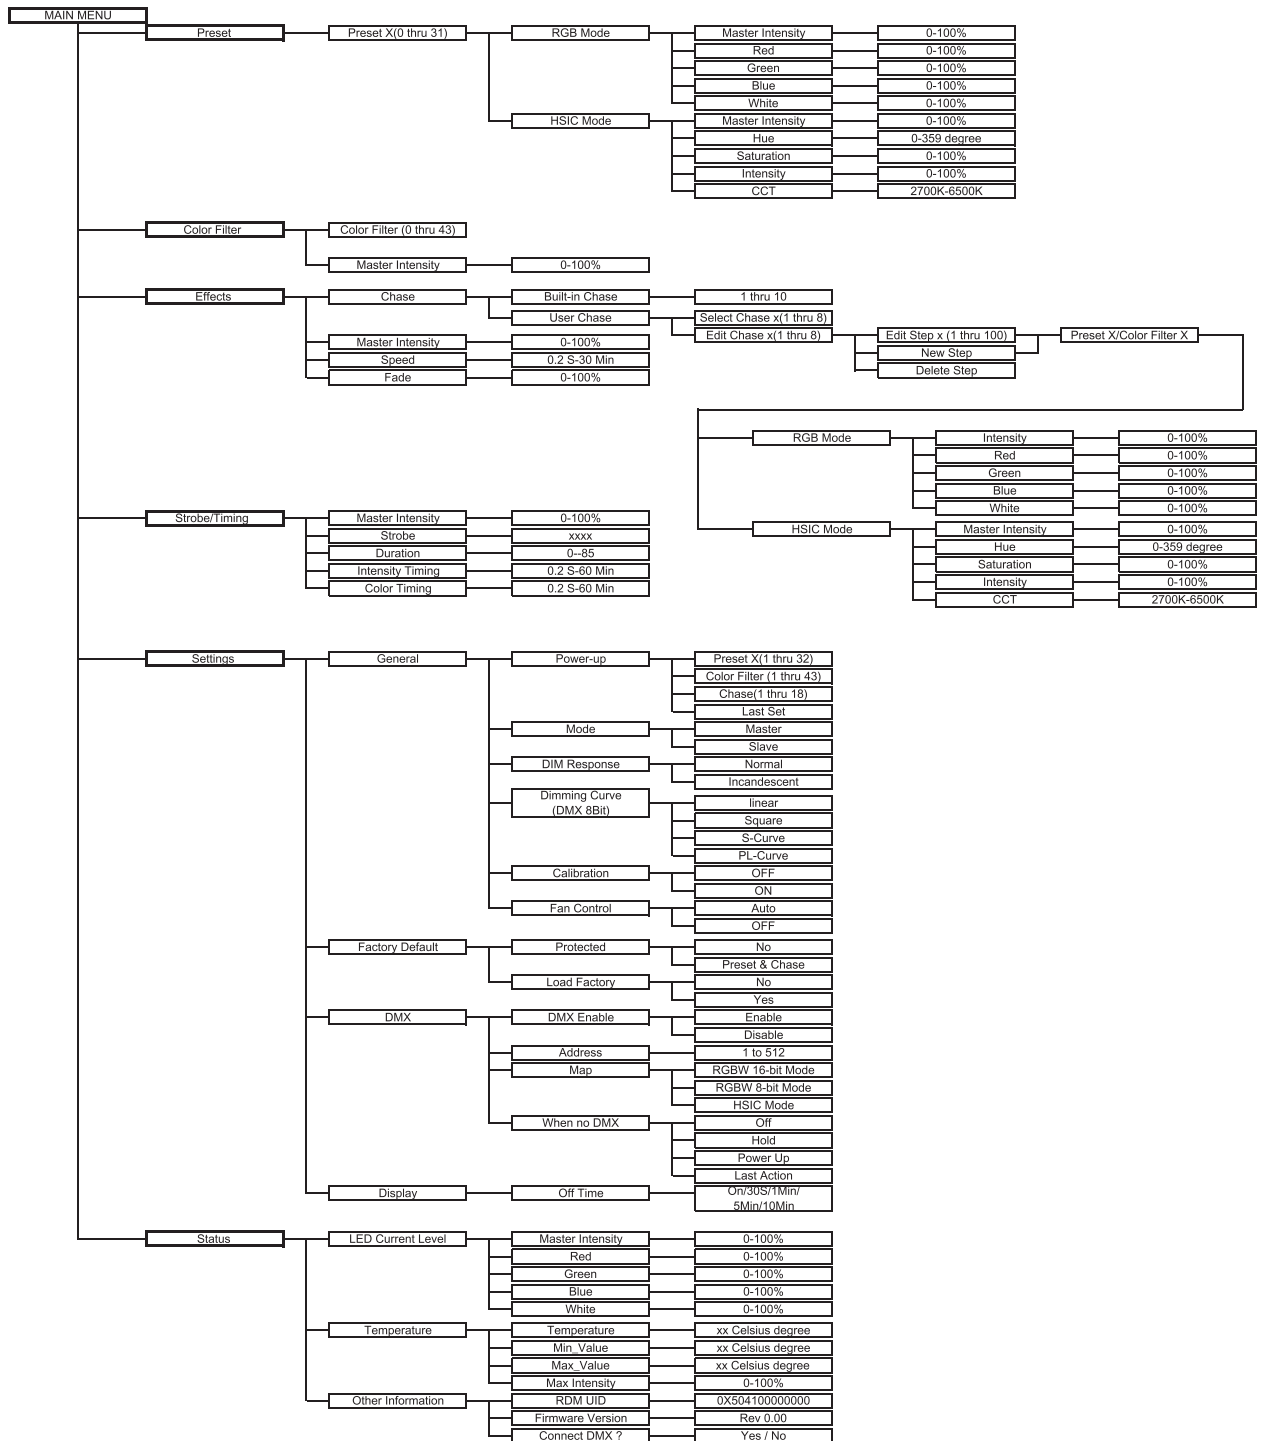 MAIN MENU
Preset Preset X(0 thru 31) RGB Mode Master Intensity 0-100%
Red 0-100%
Green 0-100%
Blue 0-100%
White 0-100%
HSIC Mode Master Intensity 0-100%
Hue 0-359 degree
Saturation 0-100%
Intensity 0-100%
CCT 2700K-6500K
Color Filter Color Filter (0 thru 43)
Master Intensity 0-100%
Effects Chase Built-in Chase 1 thru 10
User Chase Select Chase x(1 thru 8)
Edit Chase x(1 thru 8) Edit Step x (1 thru 100) Preset X/Color Filter X
Master Intensity 0-100% New Step
Speed 0.2 S-30 Min Delete Step
Fade 0-100%
RGB Mode Intensity 0-100%
Red 0-100%
Green 0-100%
Blue 0-100%
White 0-100%
Strobe/Timing Master Intensity 0-100% HSIC Mode Master Intensity 0-100%
Strobe xxxx Hue 0-359 degree
Duration 0--85 Saturation 0-100%
Intensity Timing 0.2 S-60 Min Intensity 0-100%
Color Timing 0.2 S-60 Min CCT 2700K-6500K
Settings General Power-up Preset X(1 thru 32)
Color Filter (1 thru 43)
Chase(1 thru 18)
Last Set
Mode Master
Slave
DIM Response Normal
Incandescent
Dimming Curve
(DMX 8Bit) linear
Square
S-Curve
PL-Curve
Calibration OFF
ON
Fan Control Auto
OFF
Factory Default Protected No
Preset & Chase
Load Factory No
Yes
DMX DMX Enable Enable
Disable
Address 1 to 512
Map RGBW 16-bit Mode
RGBW 8-bit Mode
HSIC Mode
When no DMX Off
Hold
Power Up
Last Action
Display Off Time On/30S/1Min/
5Min/10Min
Status LED Current Level Master Intensity 0-100%
Red 0-100%
Green 0-100%
Blue 0-100%
White 0-100%
Temperature Temperature xx Celsius degree
Min_Value xx Celsius degree
Max_Value xx Celsius degree
Max Intensity 0-100%
Other Information RDM UID 0X504100000000
Firmware Version Rev 0.00
Connect DMX ? Yes / No